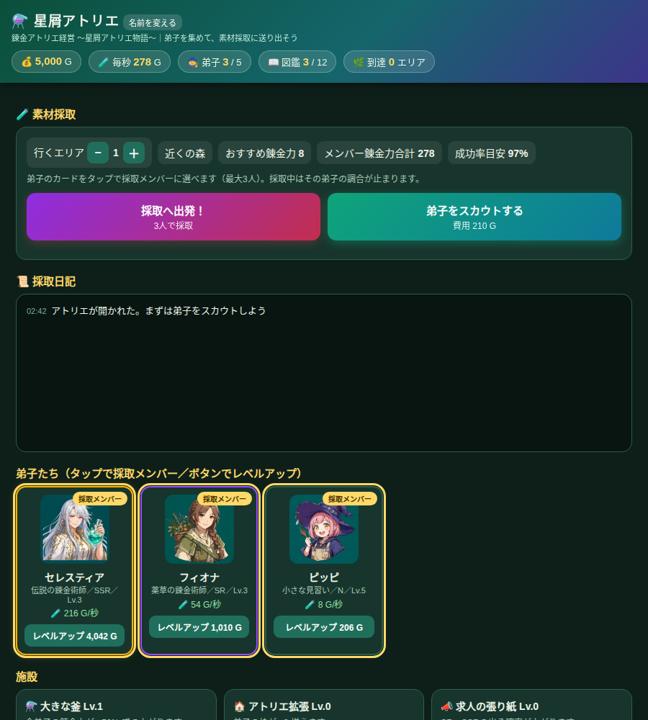 星屑アトリエ 名前を変える
錬金アトリエ経営 〜星屑アトリエ物語〜｜弟子を集めて、素材採取に送り出そう
5,000 G 毎秒 278 G 弟子 3 / 5 図鑑 3 / 12 到達 0 エリア
素材採取
行くエリア − 1 ＋ 近くの森 おすすめ錬金力 8 メンバー錬金力合計 278 成功率目安 97%
弟子のカードをタップで採取メンバーに選べます（最大3人）。採取中はその弟子の調合が止まります。
採取へ出発！ 弟子をスカウトする
3人で採取 費用 210 G
採取日記
02:42 アトリエが開かれた。まずは弟子をスカウトしよう
弟子たち（タップで採取メンバー／ボタンでレベルアップ）
採取メンバー 採取メンバー 採取メンバー
セレスティア フィオナ ピッピ
伝説の錬金術師／SSR／ 薬草の錬金術師／SR／Lv.3 小さな見習い／N／Lv.5
Lv.3
216 G/秒 54 G/秒 8 G/秒
レベルアップ 4,042 G レベルアップ 1,010 G レベルアップ 206 G
施設
大きな釜 Lv.1 アトリエ拡張 Lv.0 求人の張り紙 Lv.0